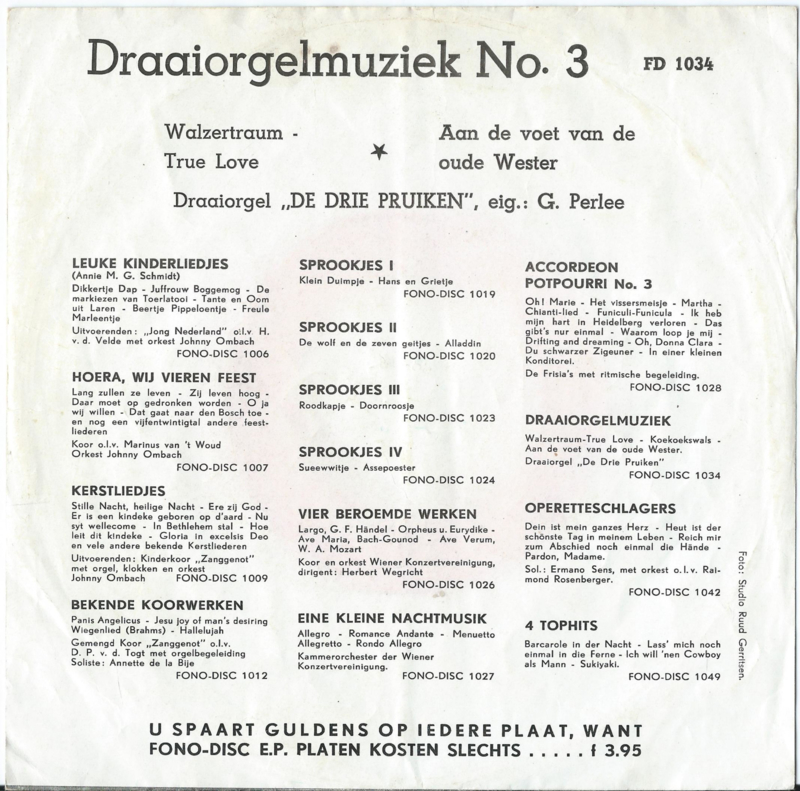 Draaiorgelmuziek No. 3
FD 1034
Walzertraum -
True Love
★
Aan de voet van de
oude Wester
Draaiorgel „DE DRIE PRUIKEN”, eig.: G. Perlee
LEUKE KINDERLIEDJES
(Annie M. G. Schmidt)
Dikkertje Dap - Juffrouw Boggemog - De
markiezen van Toerlatooi - Tante en Oom
uit Laren - Beertje Pippeloentje - Freule
Marleentje
Uitvoerenden: „Jong Nederland” o.l.v H.
v. d. Velde met orkest Johnny Ombach
FONO-DISC 1006
HOERA, WIJ VIEREN FEEST
Lang zullen ze leven - Zij leven hoog -
Daar moet op gedronken worden - O ja
wij willen - Dat gaat naar den Bosch toe -
en nog een vijfentwintigtal andere feest-
liederen
Koor o.l.v. Marinus van 't Woud
Orkest Johnny Ombach
FONO-DISC 1007
KERSTLIEDJES
Stille Nacht, heilige Nacht - Ere zij God -
Er is een kindeke geboren op d'aard - Nu
syt wellecome - In Bethlehem stal - Hoe
leit dit kindeke - Gloria in excelsis Deo
en vele andere bekende Kerstliederen
Uitvoerenden: Kinderkoor „Zanggenot”
met orgel, klokken en orkest
Johnny Ombach FONO-DISC 1009
BEKENDE KOORWERKEN
Panis Angelicus - Jesu joy of man's desiring
Wiegenlied (Brahms) - Hallelujah
Gemengd Koor „Zanggenot” o.l.v.
D. P. v. d. Togt met orgelbegeleiding
Soliste: Annette de la Bije
FONO-DISC 1012
SPROOKJES I
Klein Duimpje - Hans en Grietje
FONO-DISC 1019
SPROOKJES II
De wolf en de zeven geitjes - Alladdin
FONO-DISC 1020
SPROOKJES III
Roodkapje - Doornroosje
FONO-DISC 1023
SPROOKJES IV
Sueewwitje - Assepoester
FONO-DISC 1024
VIER BEROEMDE WERKEN
Largo, G. F. Händel - Orpheus u. Eurydike -
Ave Maria, Bach-Gounod - Ave Verum,
W. A. Mozart
Koor en orkest Wiener Konzertvereinigung,
dirigent: Herbert Wegricht
FONO-DISC 1026
EINE KLEINE NACHTMUSIK
Allegro - Romance Andante - Menuetto
Allegretto - Rondo Allegro
Kammerorchester der Wiener
Konzertvereinigung.
FONO-DISC 1027
ACCORDEON
POTPOURRI No. 3
Oh! Marie - Het vissersmeisje - Martha -
Chianti-lied - Funiculi-Funicula - Ik heb
mijn hart in Heidelberg verloren - Das
gibt's nur einmal - Waarom loop je mij -
Drifting and dreaming - Oh, Donna Clara -
Du schwarzer Zigeuner - In einer kleinen
Konditorei.
De Frisia's met ritmische begeleiding.
FONO-DISC 1028
DRAAIORGELMUZIEK
Walzertraum-True Love - Koekoekswals -
Aan de voet van de oude Wester.
Draaiorgel „De Drie Pruiken”
FONO-DISC 1034
OPERETTESCHLAGERS
Dein ist mein ganzes Herz - Heut ist der
schönste Tag in meinem Leben - Reich mir
zum Abschied noch einmal die Hände -
Pardon, Madame.
Sol.: Ermano Sens, met orkest o.l.v. Rai-
mond Rosenberger.
FONO-DISC 1042
4 TOPHITS
Barcarole in der Nacht - Lass' mich noch
einmal in die Ferne - Ich will 'nen Cowboy
als Mann - Sukiyaki.
FONO-DISC 1049
Foto: Studio Ruud Gerritsen.
U SPAART GULDENS OP IEDERE PLAAT, WANT
FONO-DISC E.P. PLATEN KOSTEN SLECHTS ..... f 3.95